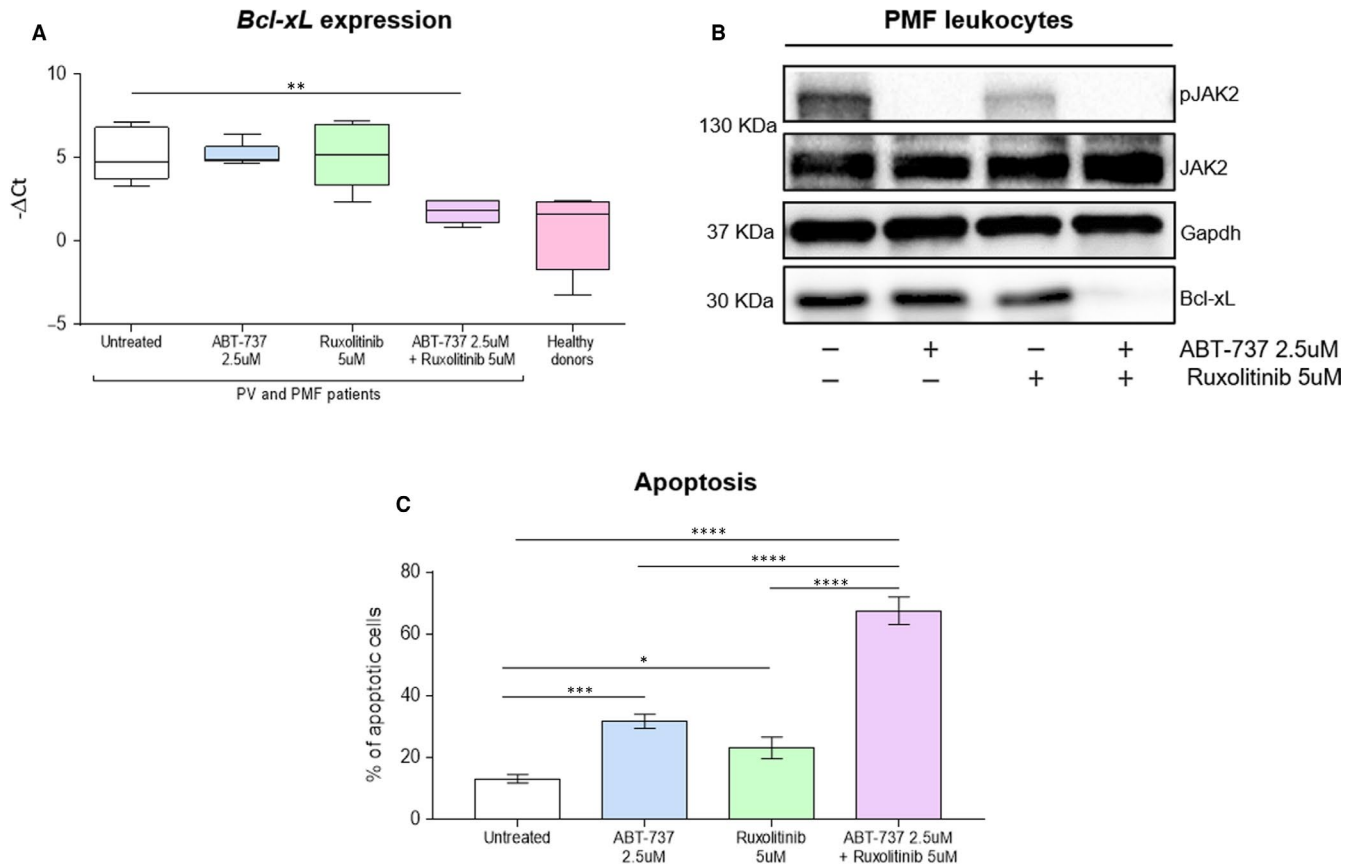 A
Bcl-xL expression
-ΔCt
10
5
0
–5
**
Untreated
ABT-737
2.5uM
Ruxolitinib
5uM
ABT-737 2.5uM
+ Ruxolitinib 5uM
Healthy
donors
PV and PMF patients
B
PMF leukocytes
pJAK2
130 KDa
JAK2
37 KDa
Gapdh
30 KDa
Bcl-xL
– + – + ABT-737 2.5uM
– – + + Ruxolitinib 5uM
C
Apoptosis
% of apoptotic cells
80
60
40
20
0
****
****
****
*
***
Untreated
ABT-737
2.5uM
Ruxolitinib
5uM
ABT-737 2.5uM
+ Ruxolitinib 5uM